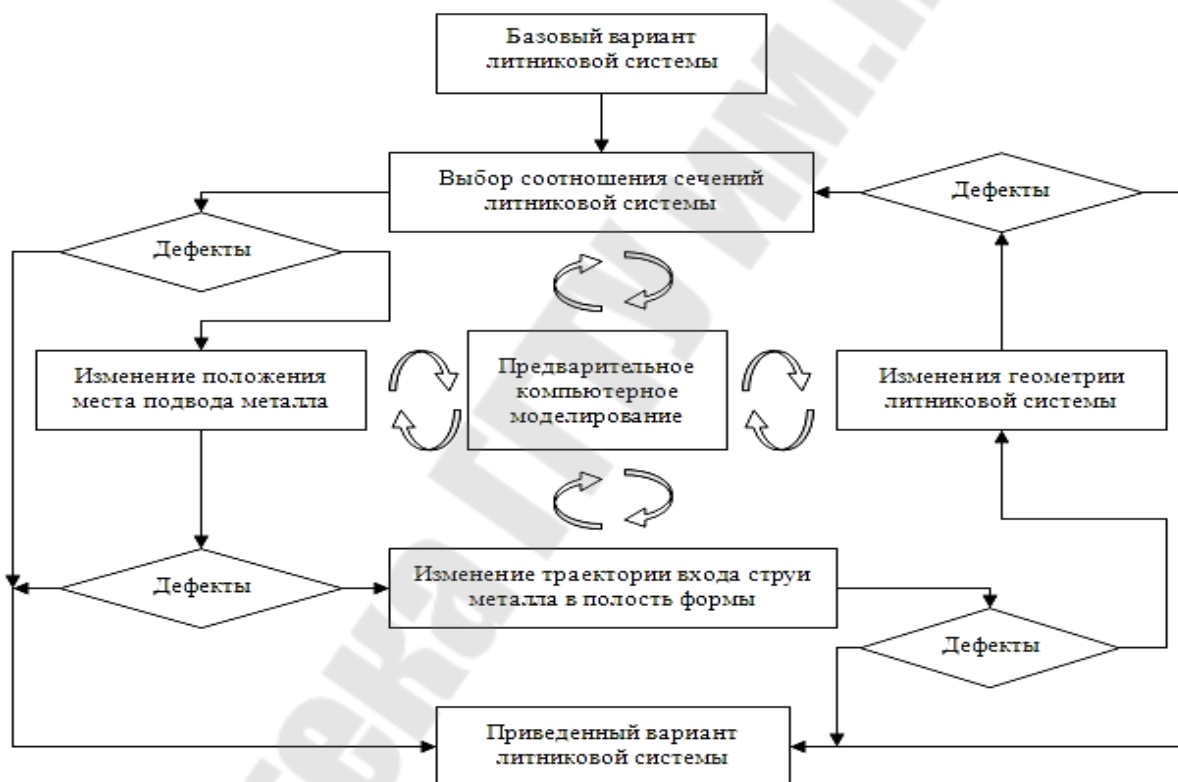 Базовый вариант
литниковой системы
Выбор соотношения сечений
литниковой системы
Дефекты
Дефекты
Изменение положения
места подвода металла
Предварительное
компьютерное
моделирование
Изменения геометрии
литниковой системы
Дефекты
Изменение траектории входа струи
металла в полость формы
Дефекты
Приведенный вариант
литниковой системы